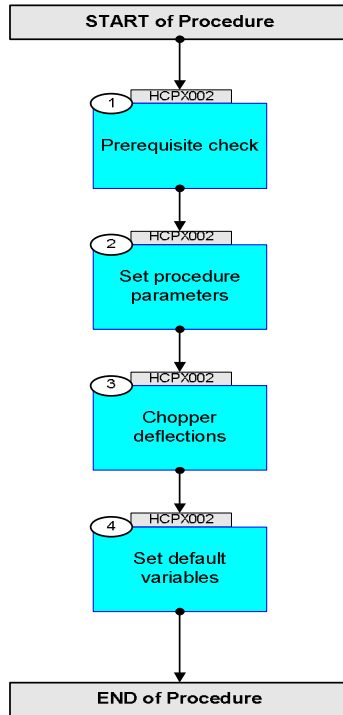 START of Procedure
HCPX002
1
Prerequisite check
HCPX002
2
Set procedure
parameters
HCPX002
3
Chopper
deflections
HCPX002
4
Set default
variables
END of Procedure